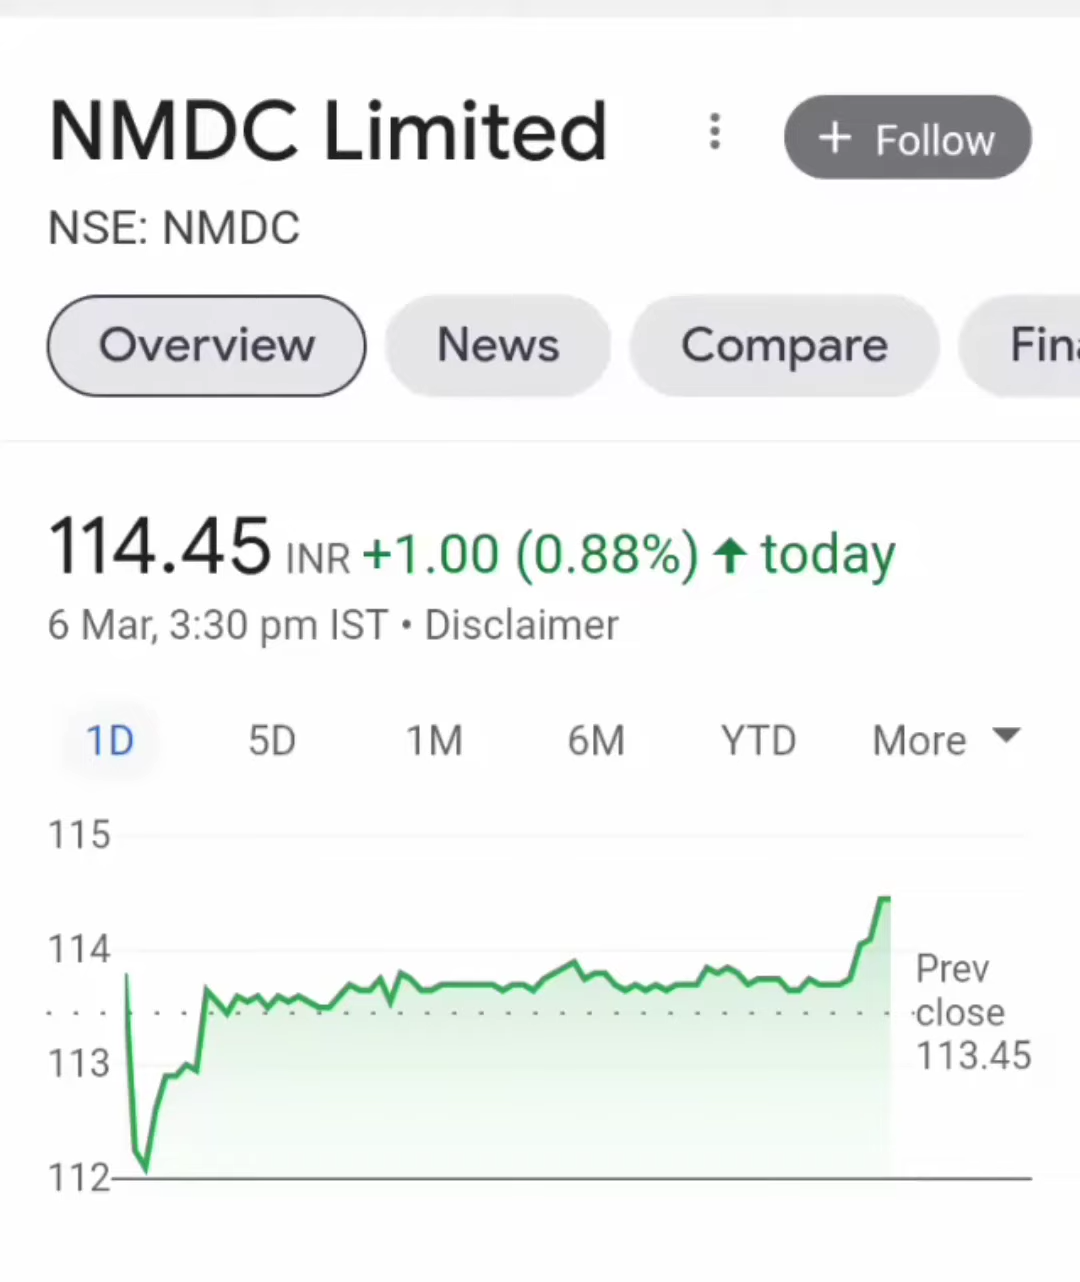 NMDC Limited
+ Follow
NSE: NMDC
Overview News Compare Fin
114.45 INR +1.00 (0.88%) ↑ today
6 Mar, 3:30 pm IST • Disclaimer
1D 5D 1M 6M YTD More
115
114
113
112
Prev
close
113.45